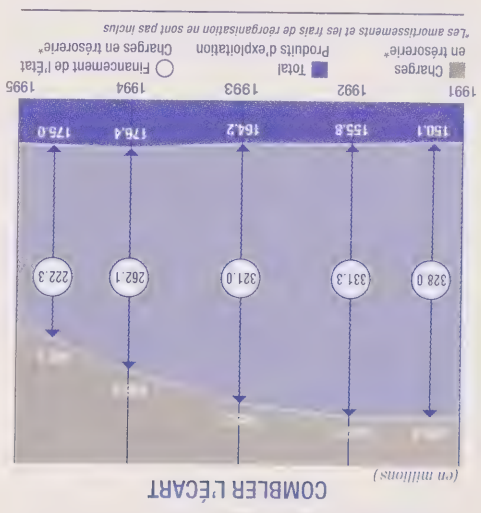 COMBLER L'ÉCART
(en millions)
328.0 331.3 321.0 262.1 222.3
150.1 155.8 164.2 176.4 175.0
1991 1992 1993 1994 1995
Charges
en trésorerie*
Total
Produits d'exploitation
Financement de l'État
Charges en trésorerie*
*Les amortissements et les frais de réorganisation ne sont pas inclus